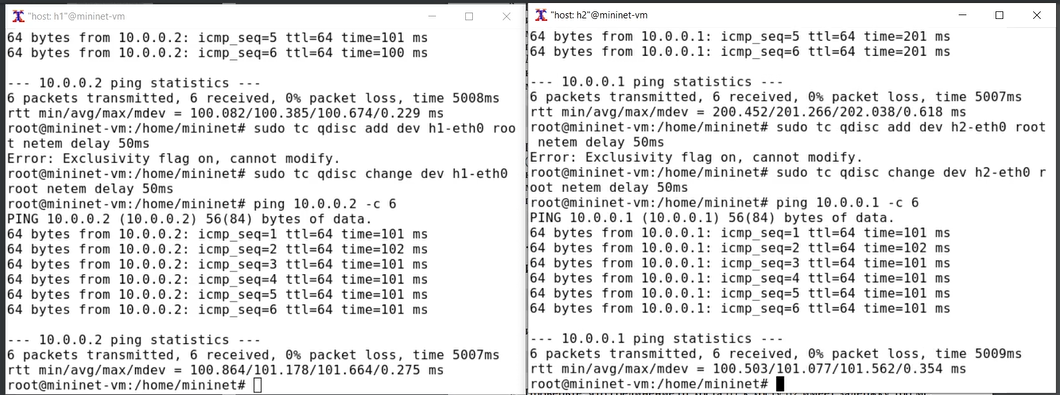 "host: h1"@mininet-vm
64 bytes from 10.0.0.2: icmp_seq=5 ttl=64 time=101 ms
64 bytes from 10.0.0.2: icmp_seq=6 ttl=64 time=100 ms
--- 10.0.0.2 ping statistics ---
6 packets transmitted, 6 received, 0% packet loss, time 5008ms
rtt min/avg/max/mdev = 100.082/100.385/100.674/0.229 ms
root@mininet-vm:/home/mininet# sudo tc qdisc add dev h1-eth0 roo
t netem delay 50ms
Error: Exclusivity flag on, cannot modify.
root@mininet-vm:/home/mininet# sudo tc qdisc change dev h1-eth0
root netem delay 50ms
root@mininet-vm:/home/mininet# ping 10.0.0.2 -c 6
PING 10.0.0.2 (10.0.0.2) 56(84) bytes of data.
64 bytes from 10.0.0.2: icmp_seq=1 ttl=64 time=101 ms
64 bytes from 10.0.0.2: icmp_seq=2 ttl=64 time=102 ms
64 bytes from 10.0.0.2: icmp_seq=3 ttl=64 time=101 ms
64 bytes from 10.0.0.2: icmp_seq=4 ttl=64 time=101 ms
64 bytes from 10.0.0.2: icmp_seq=5 ttl=64 time=101 ms
64 bytes from 10.0.0.2: icmp_seq=6 ttl=64 time=101 ms
--- 10.0.0.2 ping statistics ---
6 packets transmitted, 6 received, 0% packet loss, time 5007ms
rtt min/avg/max/mdev = 100.864/101.178/101.664/0.275 ms
root@mininet-vm:/home/mininet#
"host: h2"@mininet-vm
64 bytes from 10.0.0.1: icmp_seq=5 ttl=64 time=201 ms
64 bytes from 10.0.0.1: icmp_seq=6 ttl=64 time=201 ms
--- 10.0.0.1 ping statistics ---
6 packets transmitted, 6 received, 0% packet loss, time 5007ms
rtt min/avg/max/mdev = 200.452/201.266/202.038/0.618 ms
root@mininet-vm:/home/mininet# sudo tc qdisc add dev h2-eth0 root
netem delay 50ms
Error: Exclusivity flag on, cannot modify.
root@mininet-vm:/home/mininet# sudo tc qdisc change dev h2-eth0 r
oot netem delay 50ms
root@mininet-vm:/home/mininet# ping 10.0.0.1 -c 6
PING 10.0.0.1 (10.0.0.1) 56(84) bytes of data.
64 bytes from 10.0.0.1: icmp_seq=1 ttl=64 time=101 ms
64 bytes from 10.0.0.1: icmp_seq=2 ttl=64 time=102 ms
64 bytes from 10.0.0.1: icmp_seq=3 ttl=64 time=101 ms
64 bytes from 10.0.0.1: icmp_seq=4 ttl=64 time=101 ms
64 bytes from 10.0.0.1: icmp_seq=5 ttl=64 time=101 ms
64 bytes from 10.0.0.1: icmp_seq=6 ttl=64 time=101 ms
--- 10.0.0.1 ping statistics ---
6 packets transmitted, 6 received, 0% packet loss, time 5009ms
rtt min/avg/max/mdev = 100.503/101.077/101.562/0.354 ms
root@mininet-vm:/home/mininet#